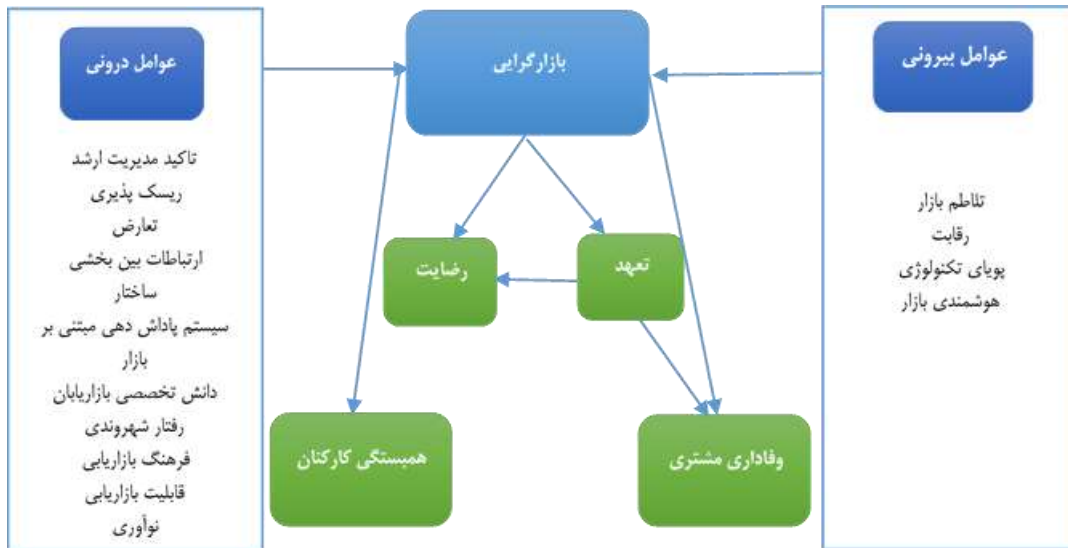 بازارگرایی
عوامل بیرونی
تلاطم بازار
رقابت
پویای تکنولوژی
هوشمندی بازار
عوامل درونی
تاکید مدیریت ارشد
ریسک پذیری
تعارض
ارتباطات بین بخشی
ساختار
سیستم پاداش دهی مبتنی بر
بازار
دانش تخصصی بازاریابان
رفتار شهروندی
فرهنگ بازاریابی
قابلیت بازاریابی
نوآوری
تعهد
رضایت
وفاداری مشتری
همبستگی کارکنان